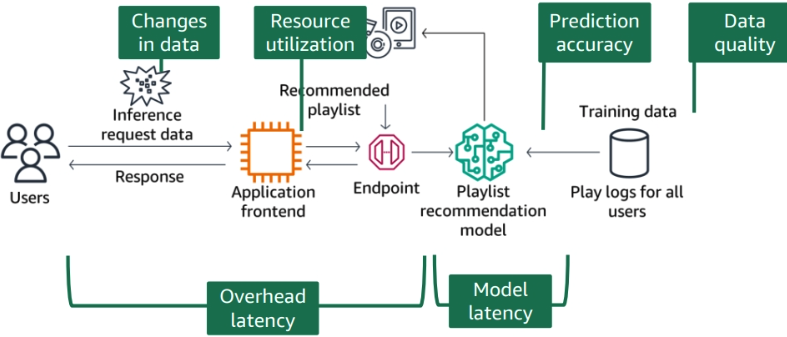 Changes
in data
Resource
utilization
Prediction
accuracy
Data
quality
Recommended
playlist
Inference
request data
Training data
Response
Users
Application
frontend
Endpoint
Playlist
recommendation
model
Play logs for all
users
Overhead
latency
Model
latency